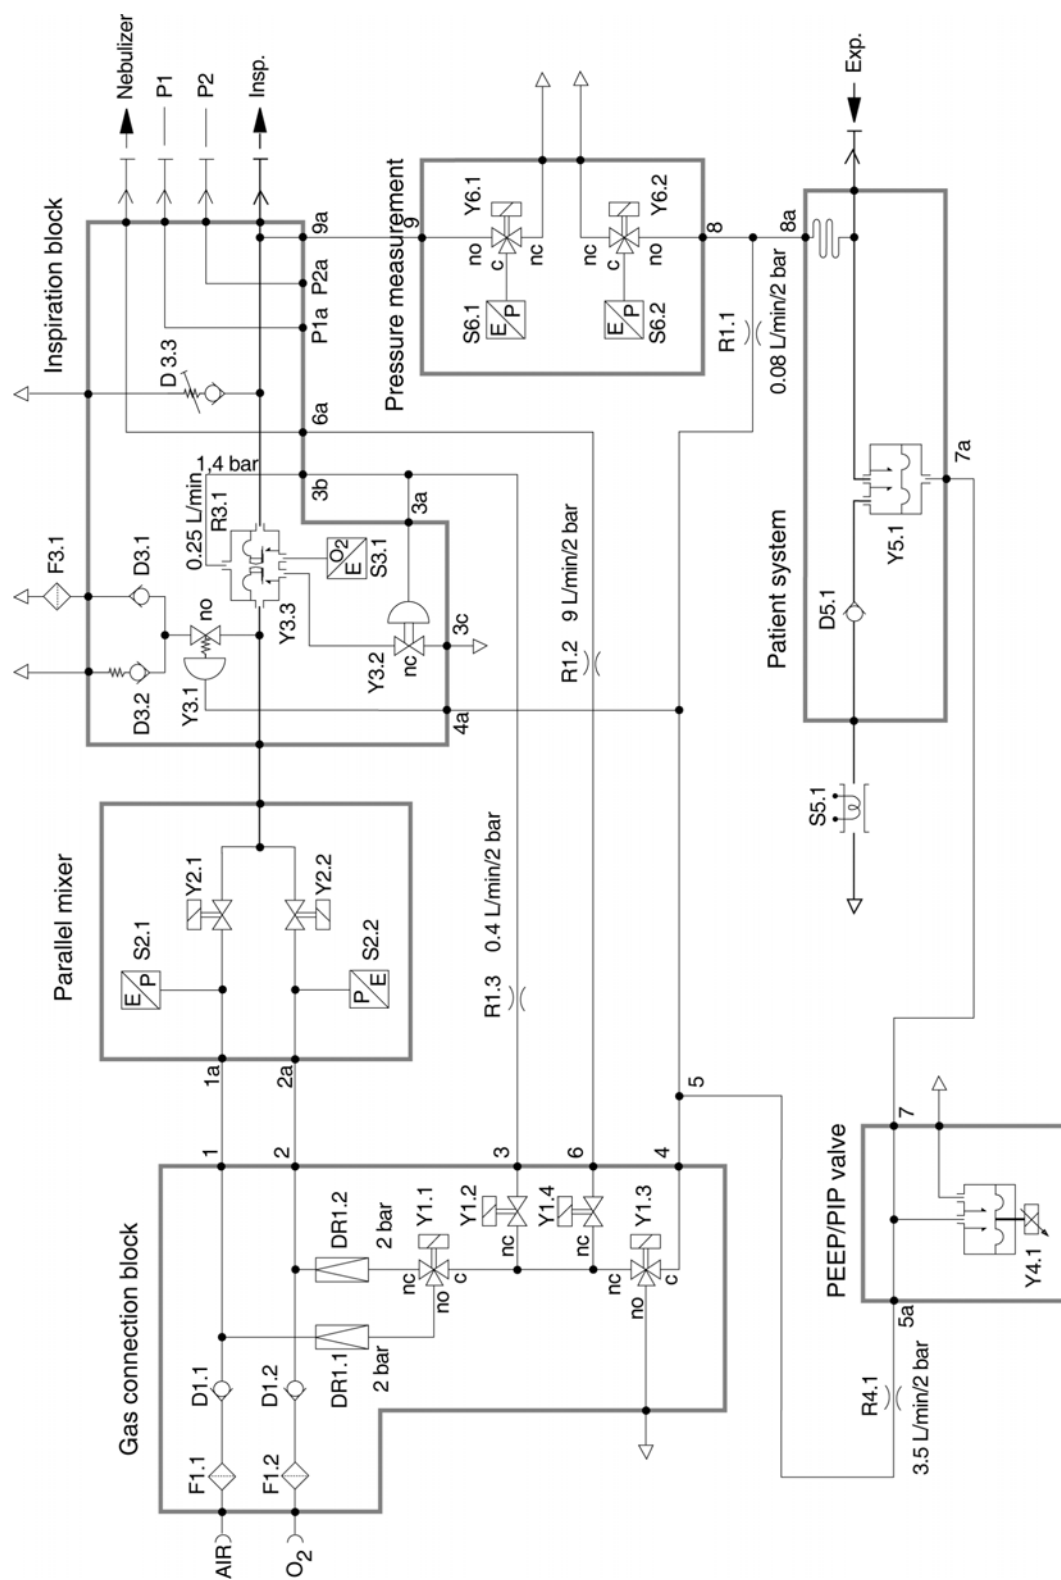 Gas connection block
AIR
O2
F1.1
F1.2
D1.1
D1.2
DR1.1
2 bar
DR1.2
2 bar
Y1.1
nc
no
c
Y1.2
nc
Y1.4
nc
Y1.3
nc
no
c
1
2
3
6
4
5
Parallel mixer
1a
2a
E
P
S2.1
P
E
S2.2
Y2.1
Y2.2
R1.3
0.4 L/min/2 bar
R1.2
9 L/min/2 bar
Inspiration block
F3.1
D3.1
D3.2
no
Y3.1
Y3.3
0.25 L/min
R3.1
1,4 bar
O2
E
S3.1
Y3.2
nc
3c
3a
3b
4a
6a
D 3.3
P1a
P2a
9a
Nebulizer
P1
P2
Insp.
Pressure measurement
9
Y6.1
no
c
nc
E
P
S6.1
Y6.2
nc
c
no
E
P
S6.2
8
R1.1
0.08 L/min/2 bar
8a
Patient system
Exp.
D5.1
Y5.1
7a
S5.1
PEEP/PIP valve
7
5a
Y4.1
R4.1
3.5 L/min/2 bar